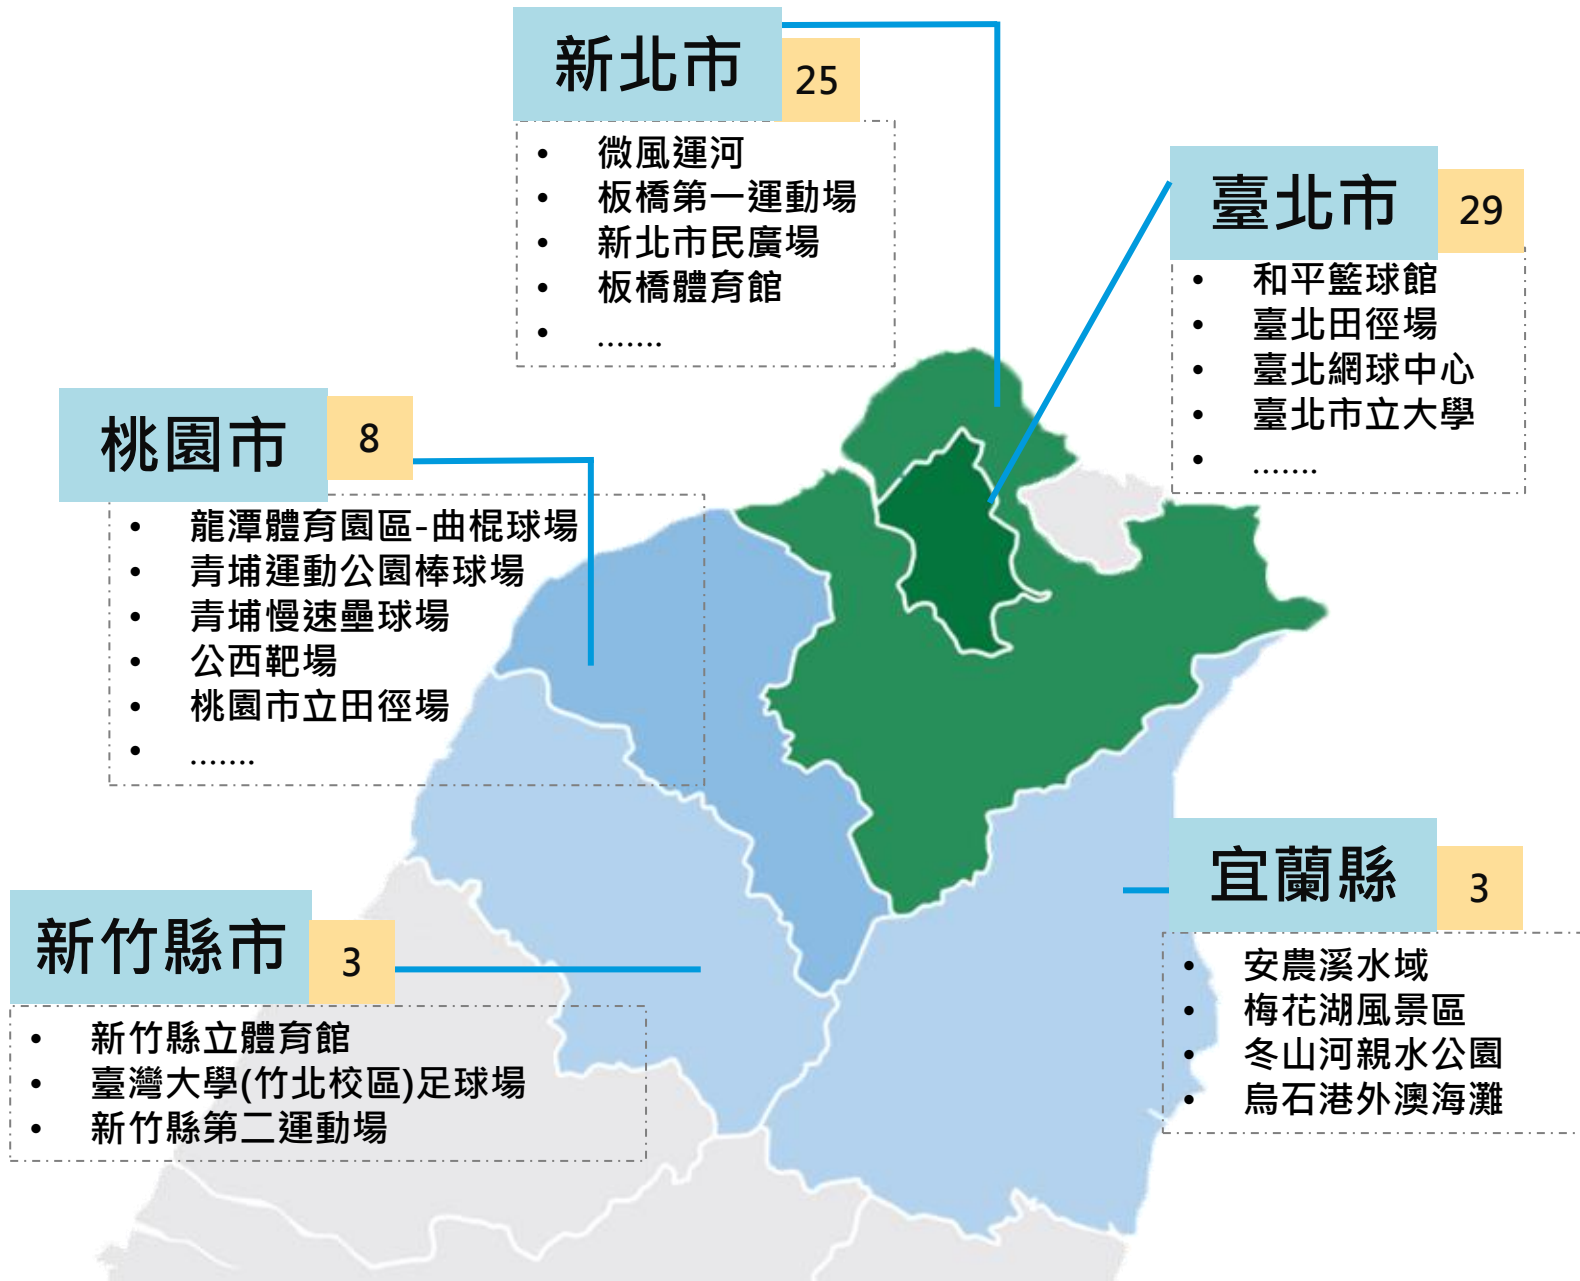 新北市
25
• 微風運河
• 板橋第一運動場
• 新北市民廣場
• 板橋體育館
• .......
臺北市
29
• 和平籃球館
• 臺北田徑場
• 臺北網球中心
• 臺北市立大學
• .......
桃園市
8
• 龍潭體育園區-曲棍球場
• 青埔運動公園棒球場
• 青埔慢速壘球場
• 公西靶場
• 桃園市立田徑場
• .......
宜蘭縣
3
• 安農溪水域
• 梅花湖風景區
• 冬山河親水公園
• 烏石港外澳海灘
新竹縣市
3
• 新竹縣立體育館
• 臺灣大學(竹北校區)足球場
• 新竹縣第二運動場